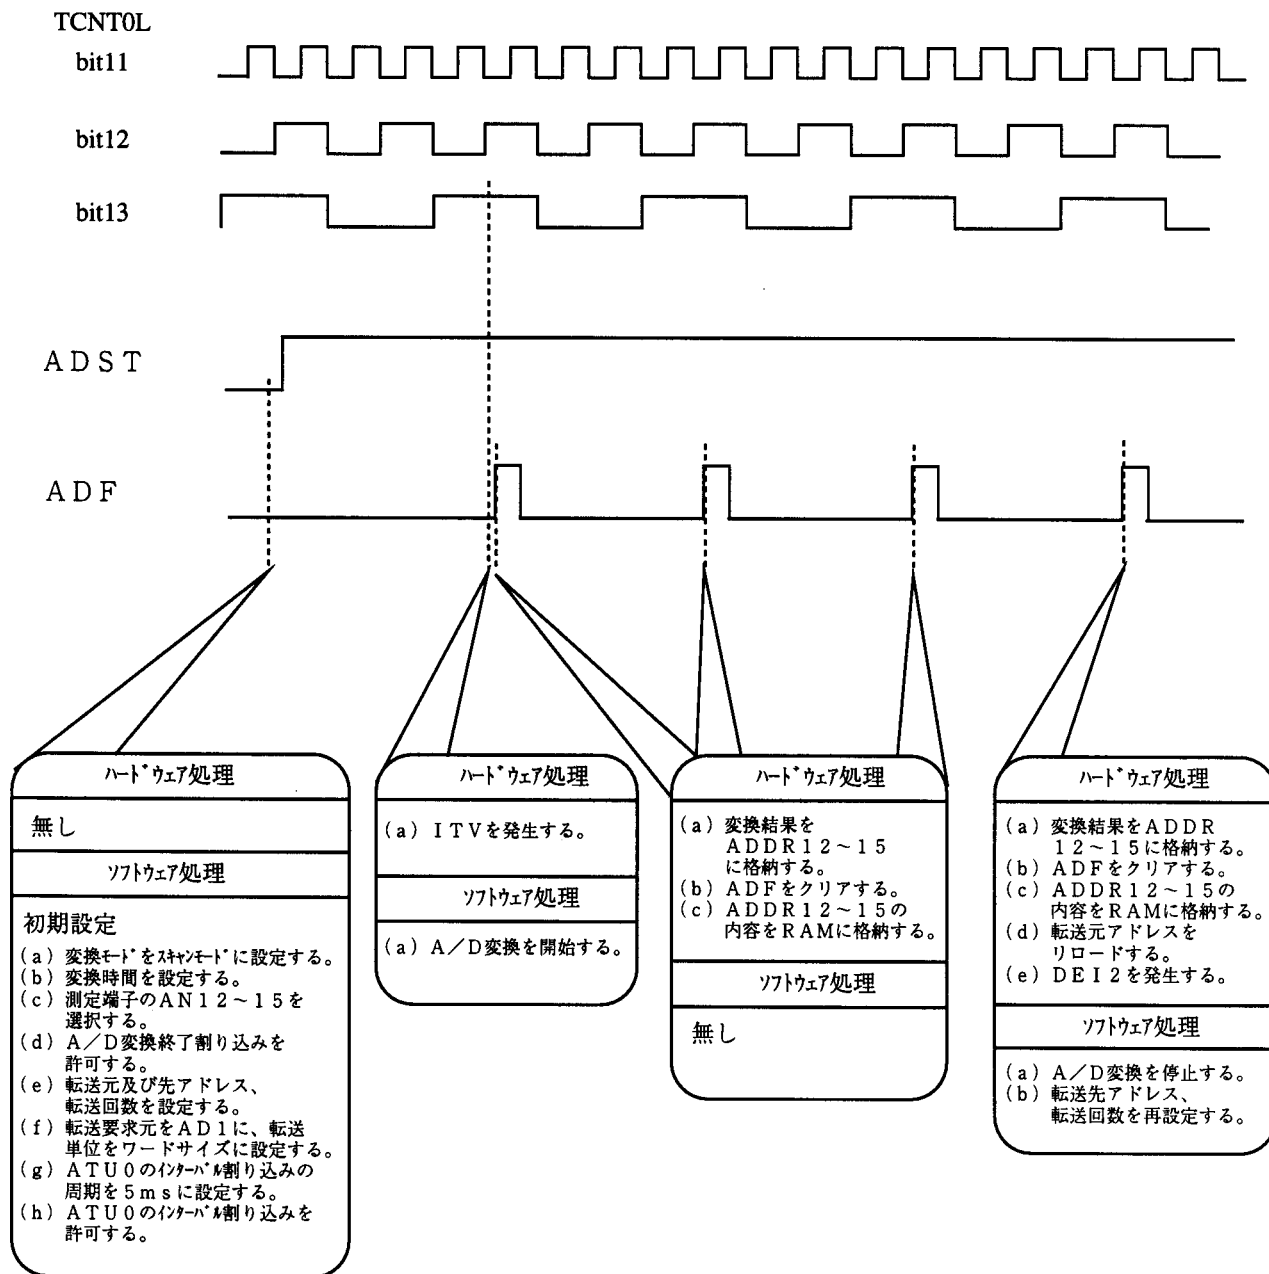 TCNT0L
bit11
bit12
bit13
ADST
ADF
ハードウェア処理
無し
ソフトウェア処理
初期設定
(a) 変換モードをスキャンモードに設定する。
(b) 変換時間を設定する。
(c) 測定端子のAN12~15を
選択する。
(d) A/D変換終了割り込みを
許可する。
(e) 転送元及び先アドレス、
転送回数を設定する。
(f) 転送要求元をAD1に、転送
単位をワードサイズに設定する。
(g) ATU0のインターバル割り込みの
周期を5msに設定する。
(h) ATU0のインターバル割り込みを
許可する。
ハードウェア処理
(a) ITVを発生する。
ソフトウェア処理
(a) A/D変換を開始する。
ハードウェア処理
(a) 変換結果を
ADDR12~15
に格納する。
(b) ADFをクリアする。
(c) ADDR12~15の
内容をRAMに格納する。
ソフトウェア処理
無し
ハードウェア処理
(a) 変換結果をADDR
12~15に格納する。
(b) ADFをクリアする。
(c) ADDR12~15の
内容をRAMに格納する。
(d) 転送元アドレスを
リロードする。
(e) DEI2を発生する。
ソフトウェア処理
(a) A/D変換を停止する。
(b) 転送先アドレス、
転送回数を再設定する。